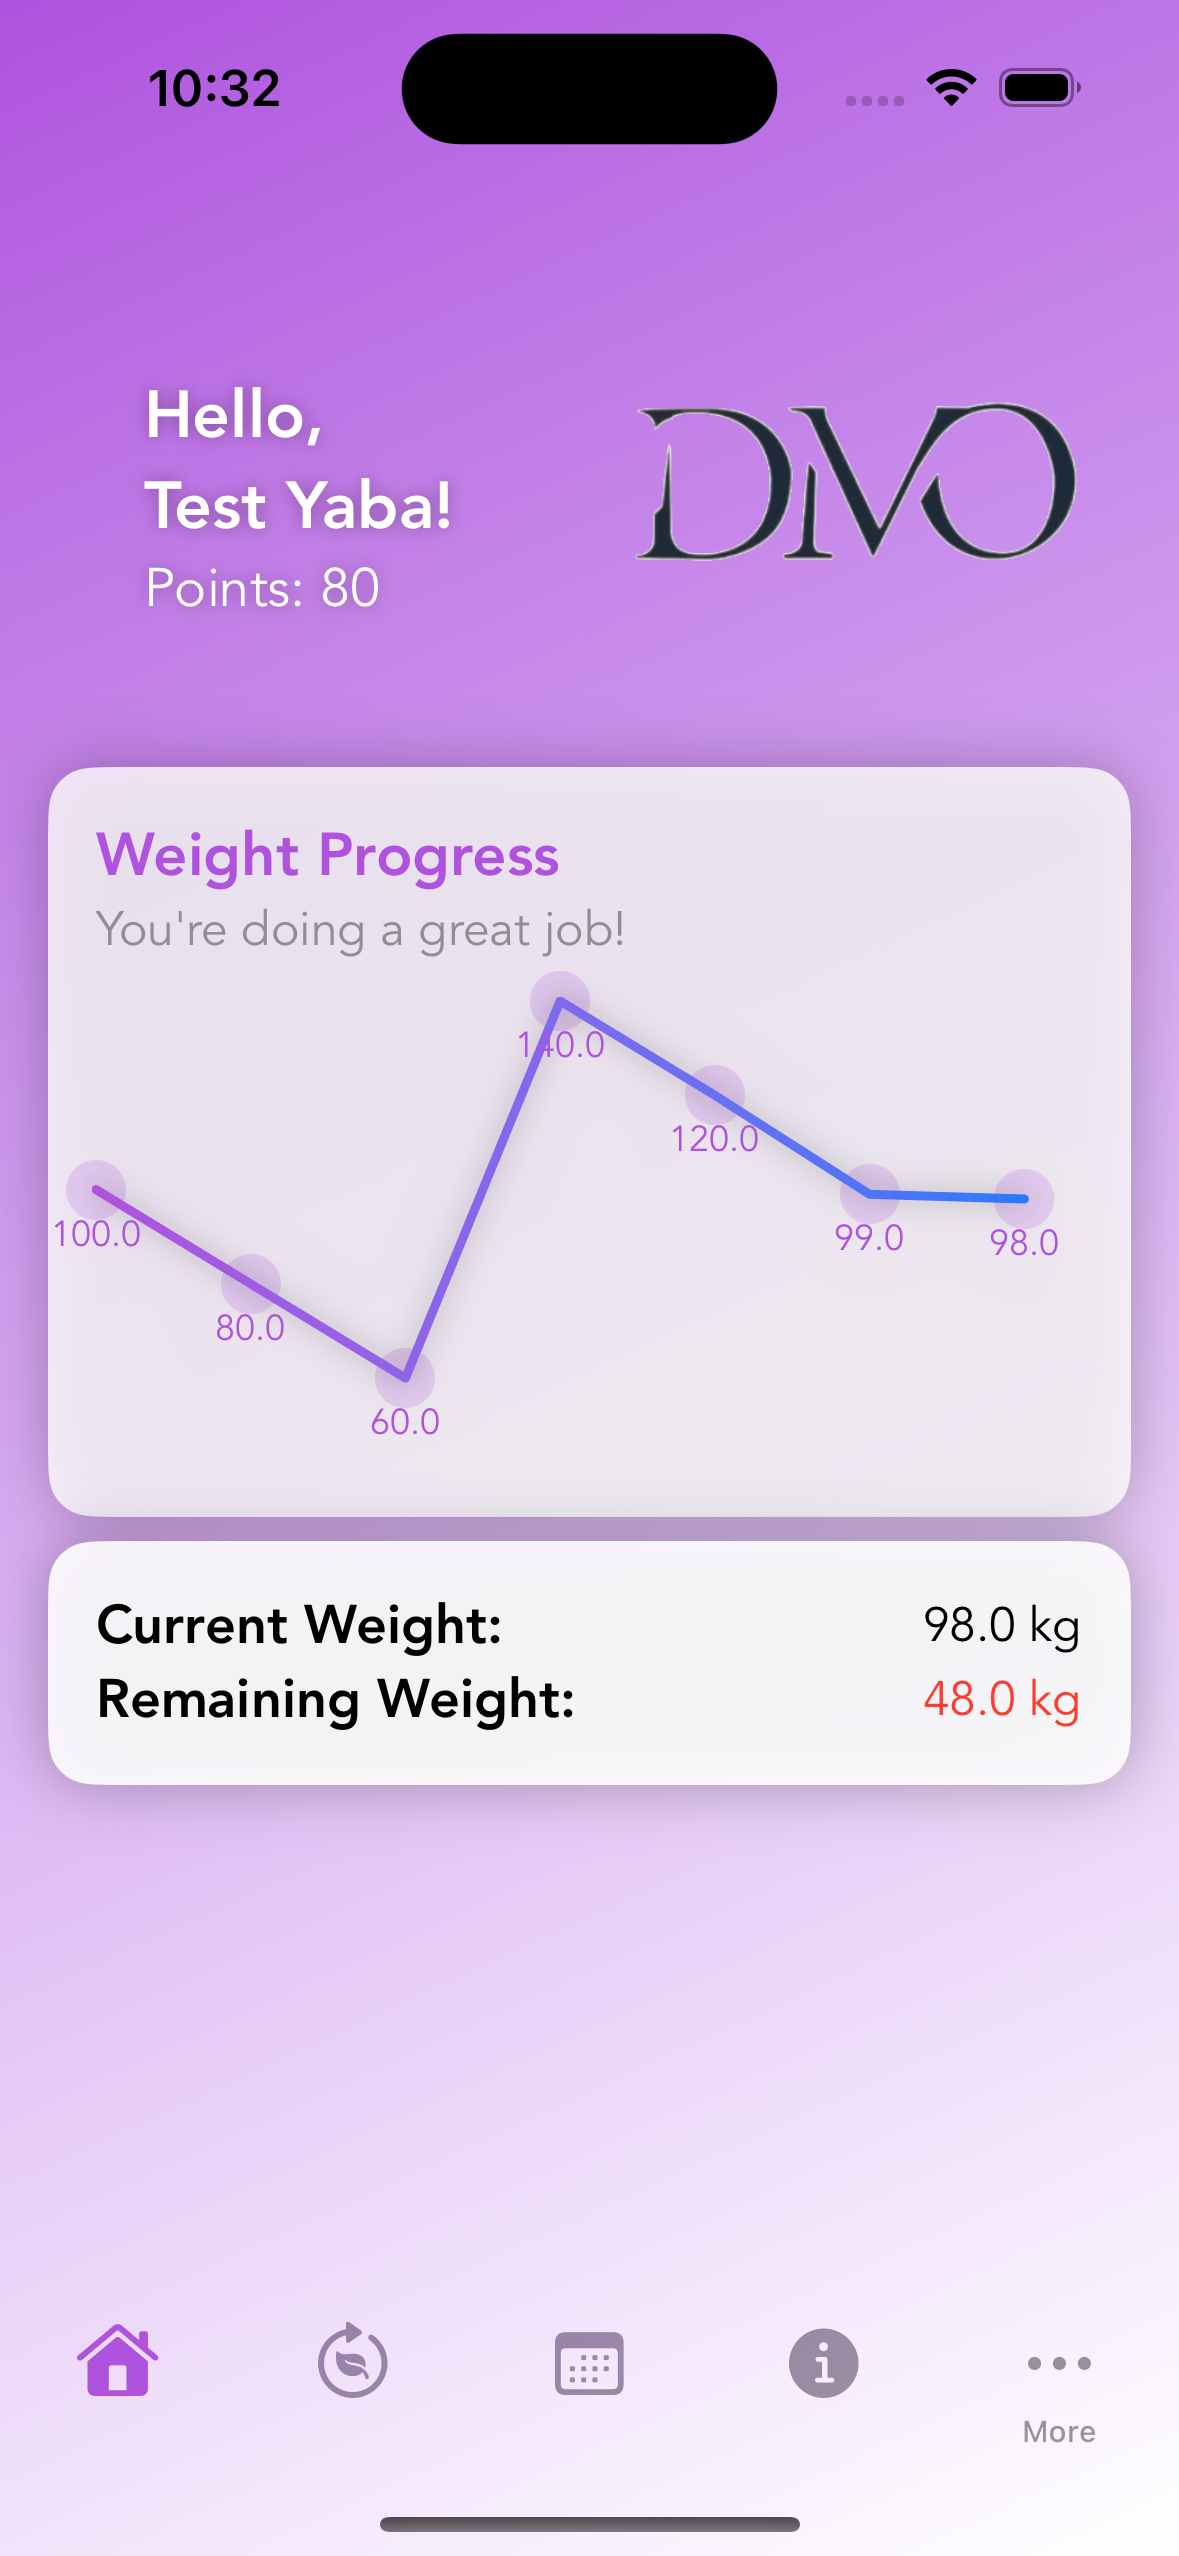 10:32
Hello,
Test Yaba!
Points: 80
DIVO
Weight Progress
You're doing a great job!
140.0
120.0
100.0
99.0
98.0
80.0
60.0
Current Weight: 98.0 kg
Remaining Weight: 48.0 kg
More